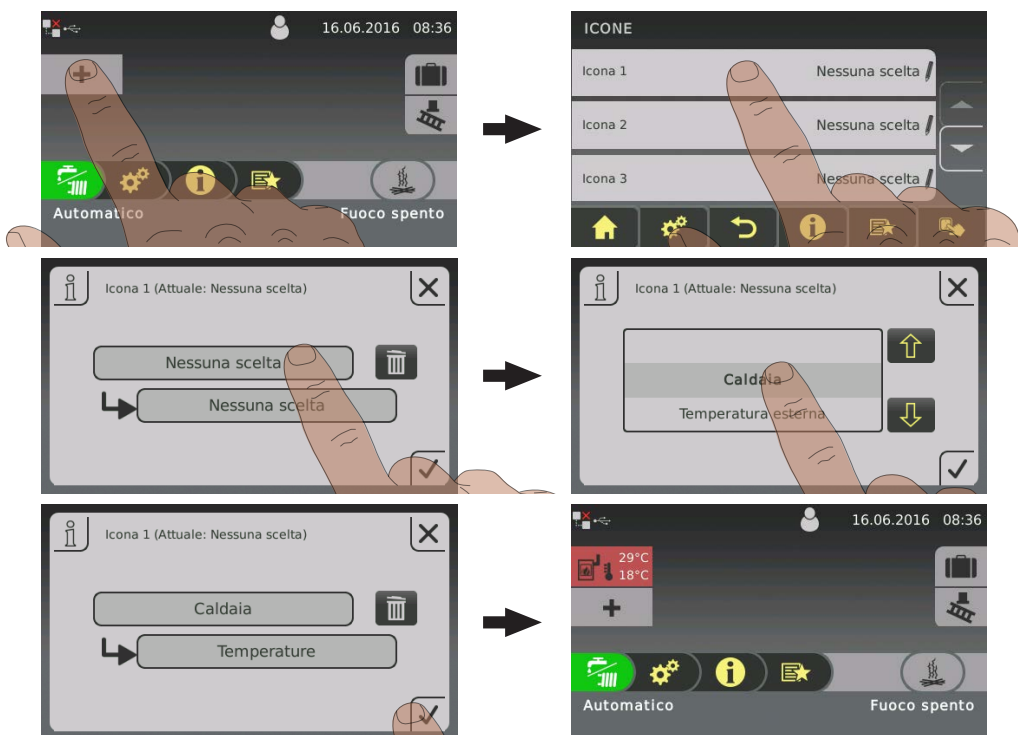 16.06.2016 08:36
Automatico
Fuoco spento
ICONE
Icona 1 Nessuna scelta
Icona 2 Nessuna scelta
Icona 3 Nessuna scelta
Icona 1 (Attuale: Nessuna scelta)
Nessuna scelta
Nessuna scelta
Icona 1 (Attuale: Nessuna scelta)
Caldaia
Temperatura esterna
Icona 1 (Attuale: Nessuna scelta)
Caldaia
Temperature
16.06.2016 08:36
29°C
18°C
Automatico
Fuoco spento